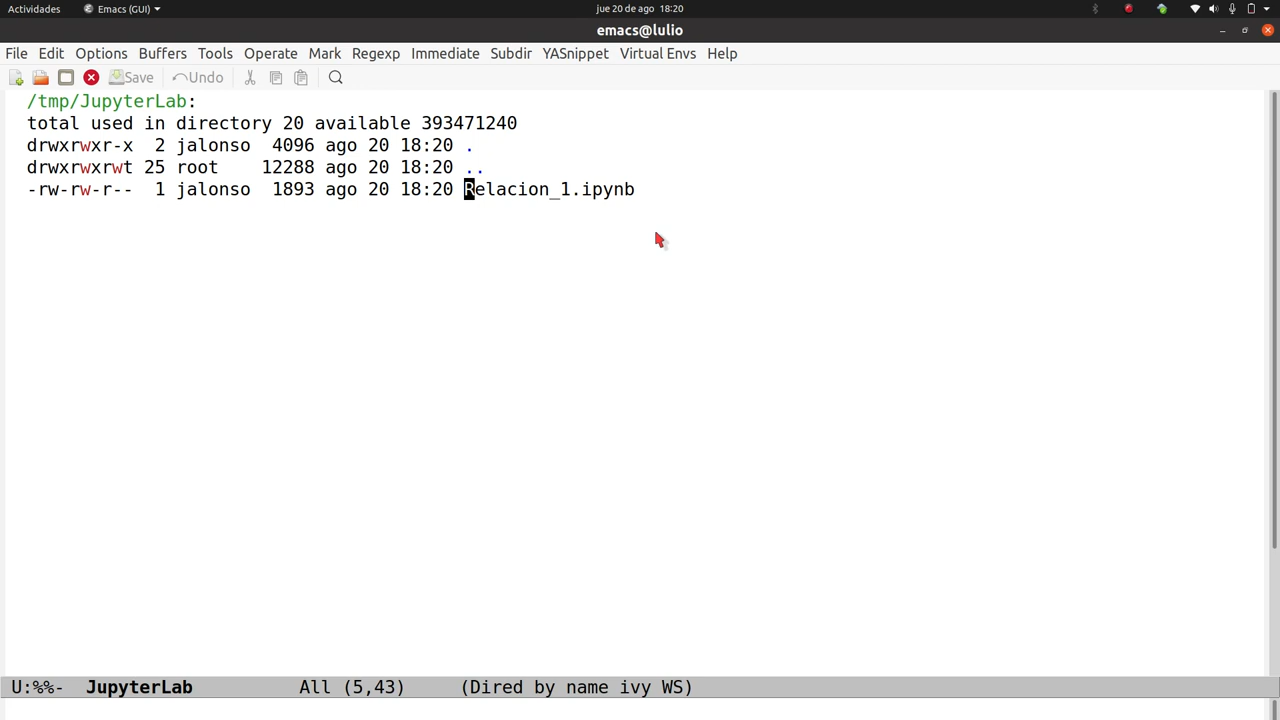 Actividades Emacs (GUI) jue 20 de ago 18:20
emacs@lulio
File Edit Options Buffers Tools Operate Mark Regexp Immediate Subdir YASnippet Virtual Envs Help
Save Undo
/tmp/JupyterLab:
total used in directory 20 available 393471240
drwxrwxr-x 2 jalonso 4096 ago 20 18:20 .
drwxrwxrwt 25 root 12288 ago 20 18:20 ..
-rw-rw-r-- 1 jalonso 1893 ago 20 18:20 Relacion_1.ipynb
U:%%- JupyterLab All (5,43) (Dired by name ivy WS)